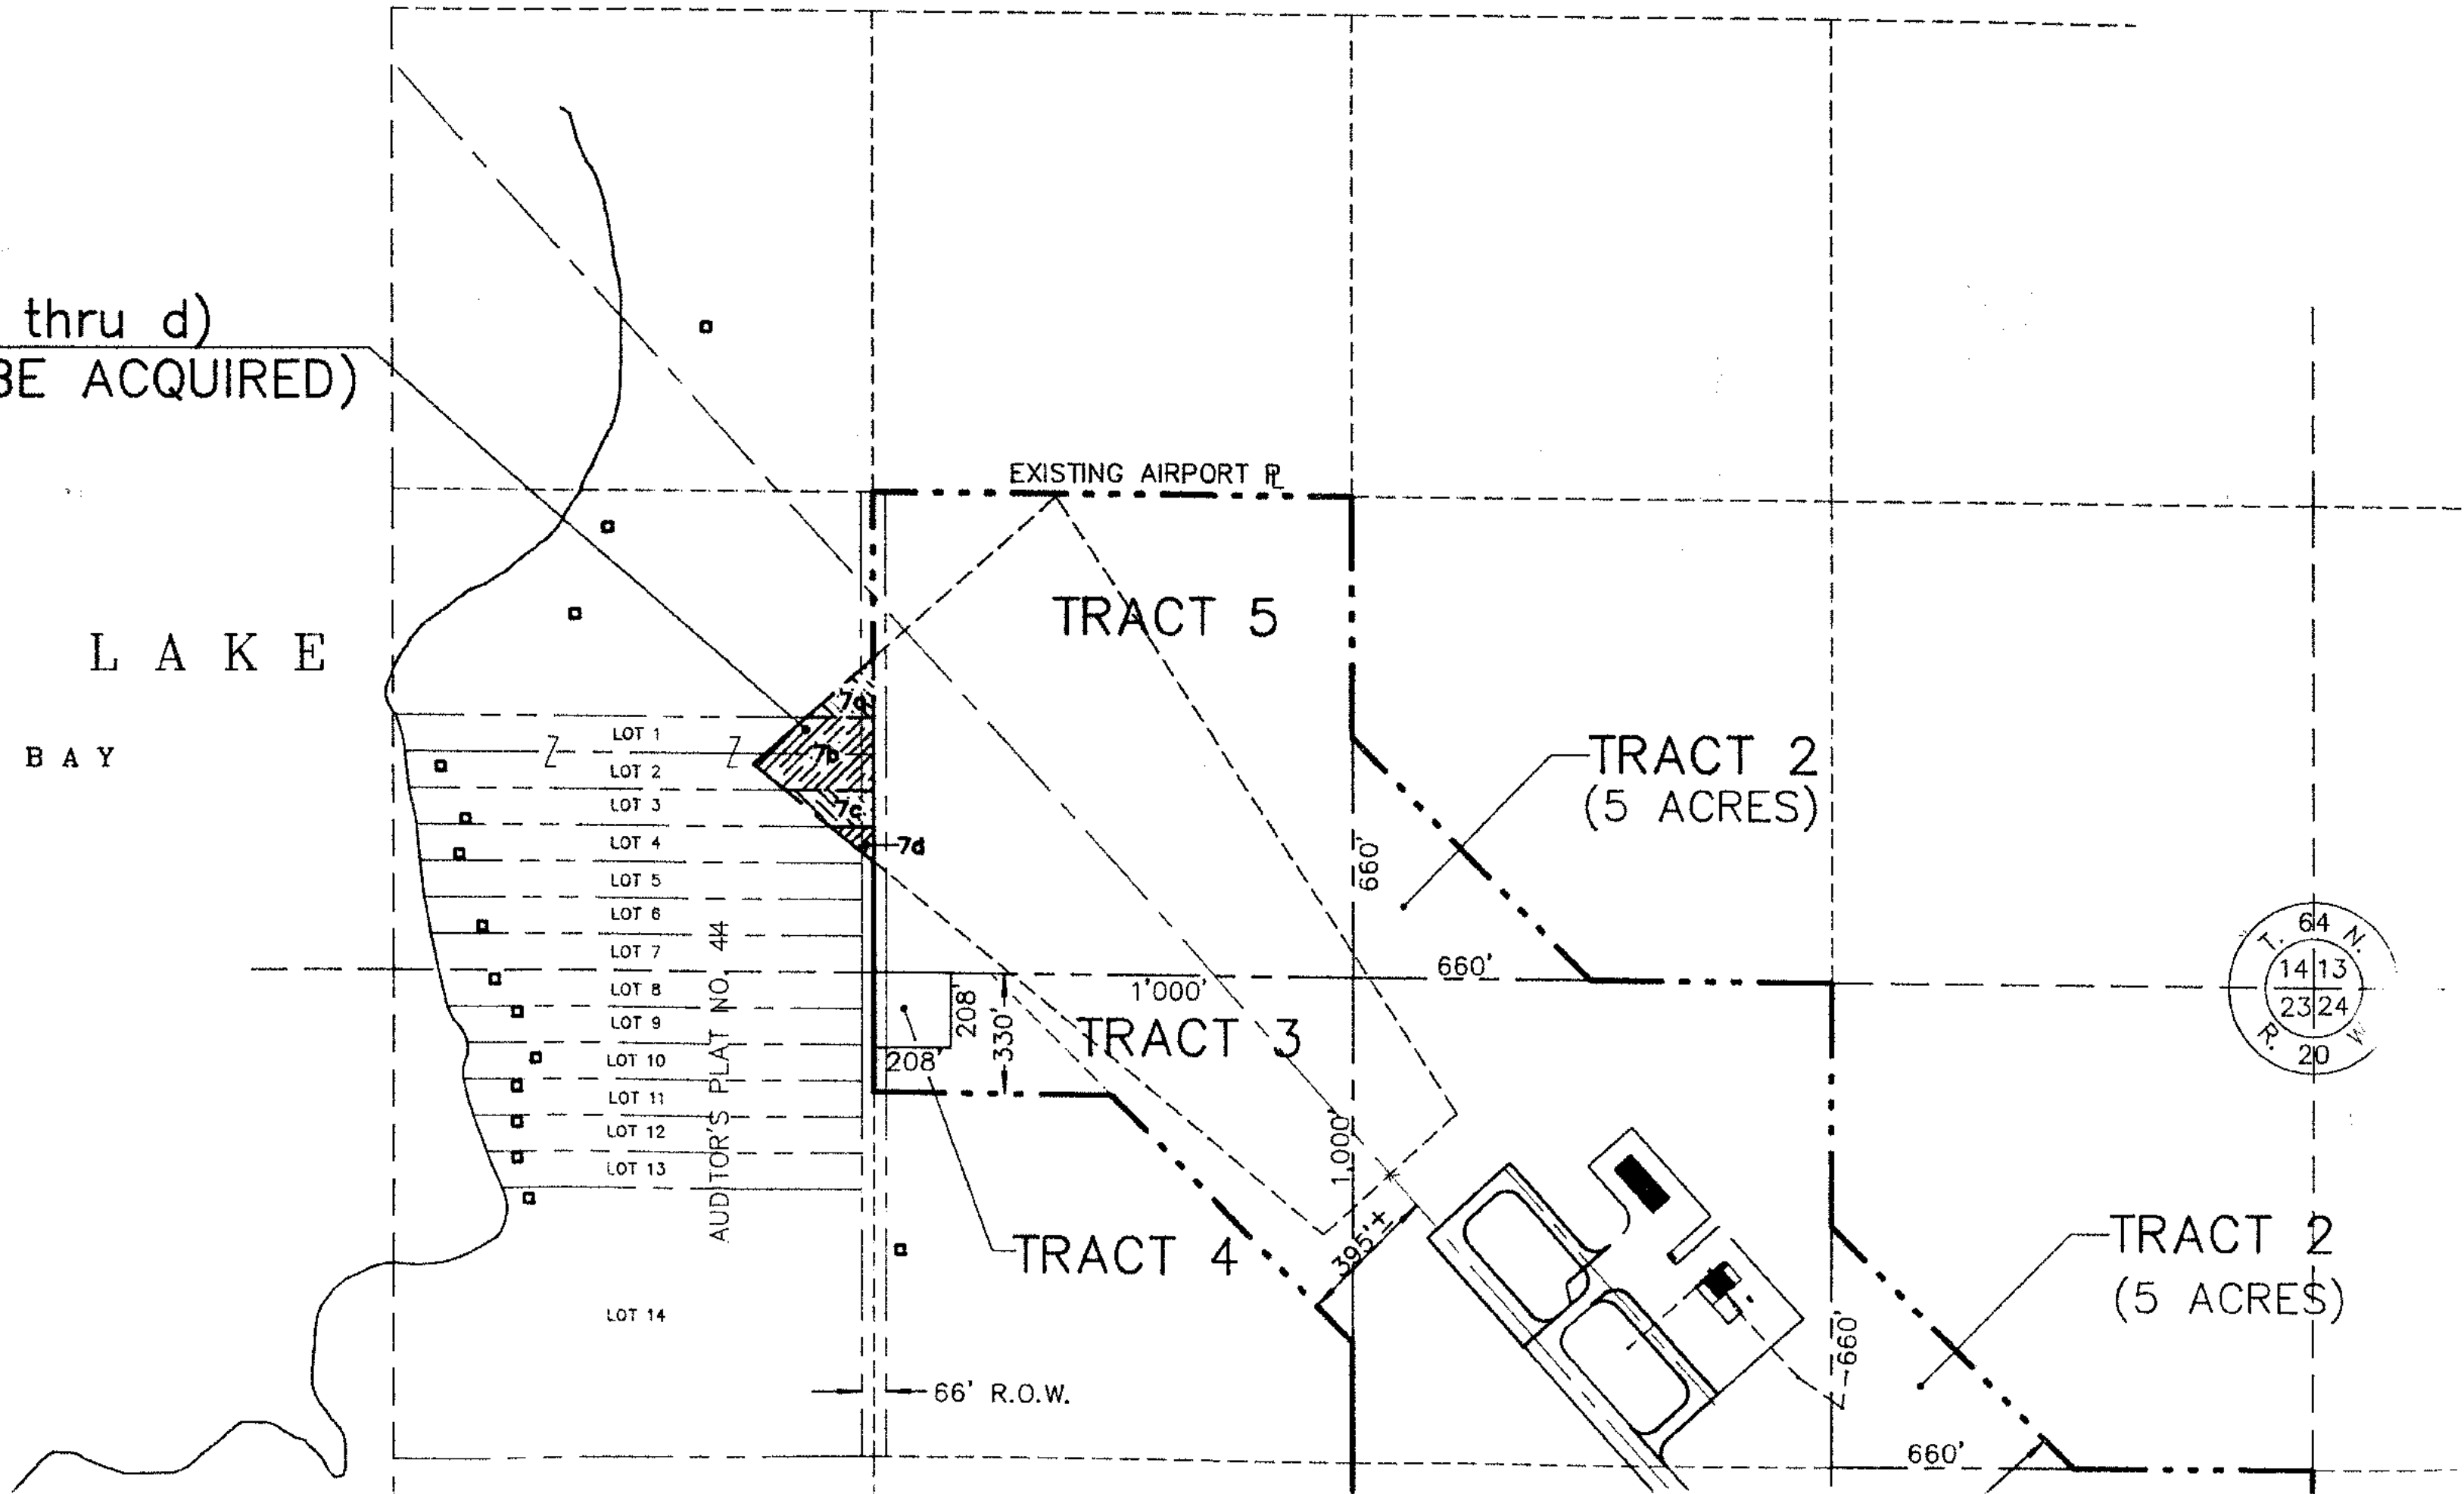 thru d)
BE ACQUIRED)
EXISTING AIRPORT ℄
TRACT 5
LAKE
BAY
7a
7b
7c
7d
LOT 1
LOT 2
LOT 3
LOT 4
LOT 5
LOT 6
LOT 7
LOT 8
LOT 9
LOT 10
LOT 11
LOT 12
LOT 13
LOT 14
AUDITOR'S PLAT NO. 44
TRACT 2
(5 ACRES)
660'
660'
1'000'
208'
208'
330'
TRACT 3
T. 64 N.
14 13
23 24
R. 20 W
1,000'
395'±
TRACT 4
TRACT 2
(5 ACRES)
660'
660'
66' R.O.W.